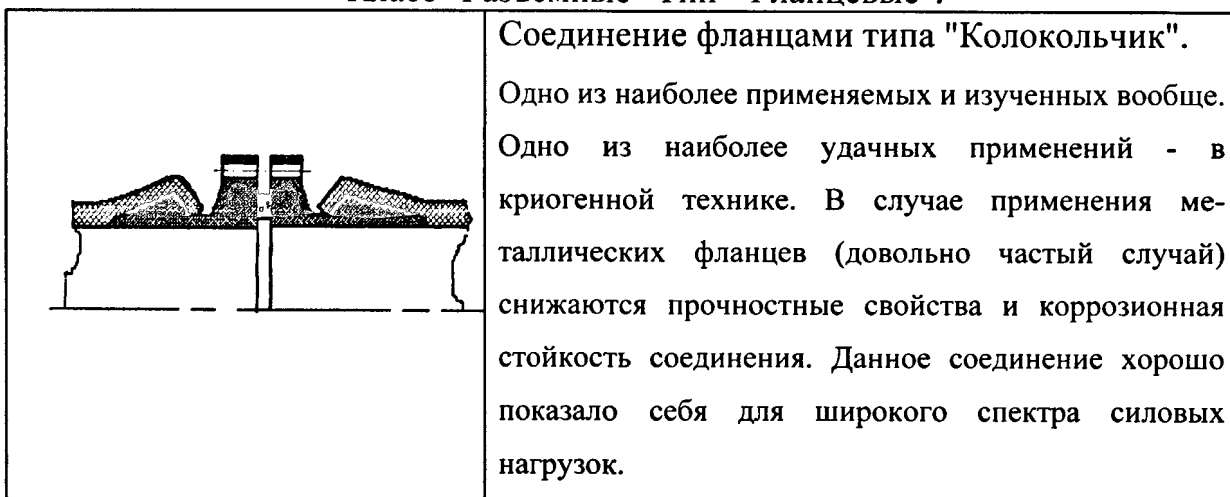 Соединение фланцами типа "Колокольчик".
Одно из наиболее применяемых и изученных вообще.
Одно из наиболее удачных применений - в
криогенной технике. В случае применения ме-
таллических фланцев (довольно частый случай)
снижаются прочностные свойства и коррозионная
стойкость соединения. Данное соединение хорошо
показало себя для широкого спектра силовых
нагрузок.